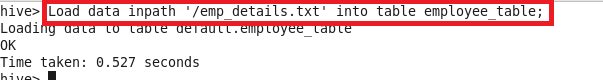 hive> Load data inpath '/emp_details.txt' into table employee_table;
Loading data to table default.employee_table
OK
Time taken: 0.527 seconds
hive>